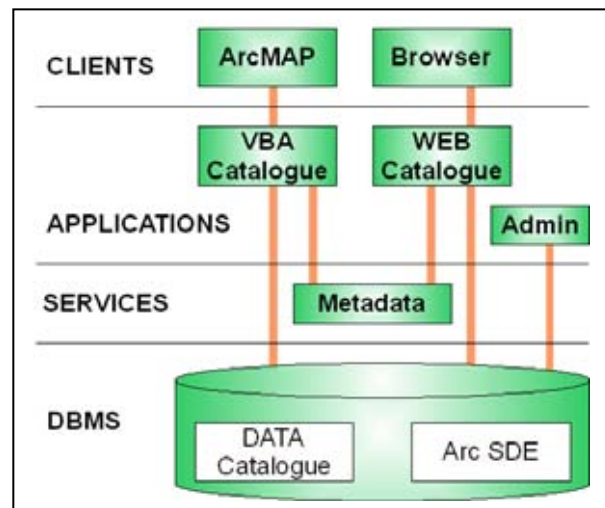 CLIENTS
ArcMAP
Browser
VBA
Catalogue
WEB
Catalogue
APPLICATIONS
Admin
SERVICES
Metadata
DBMS
DATA
Catalogue
Arc SDE